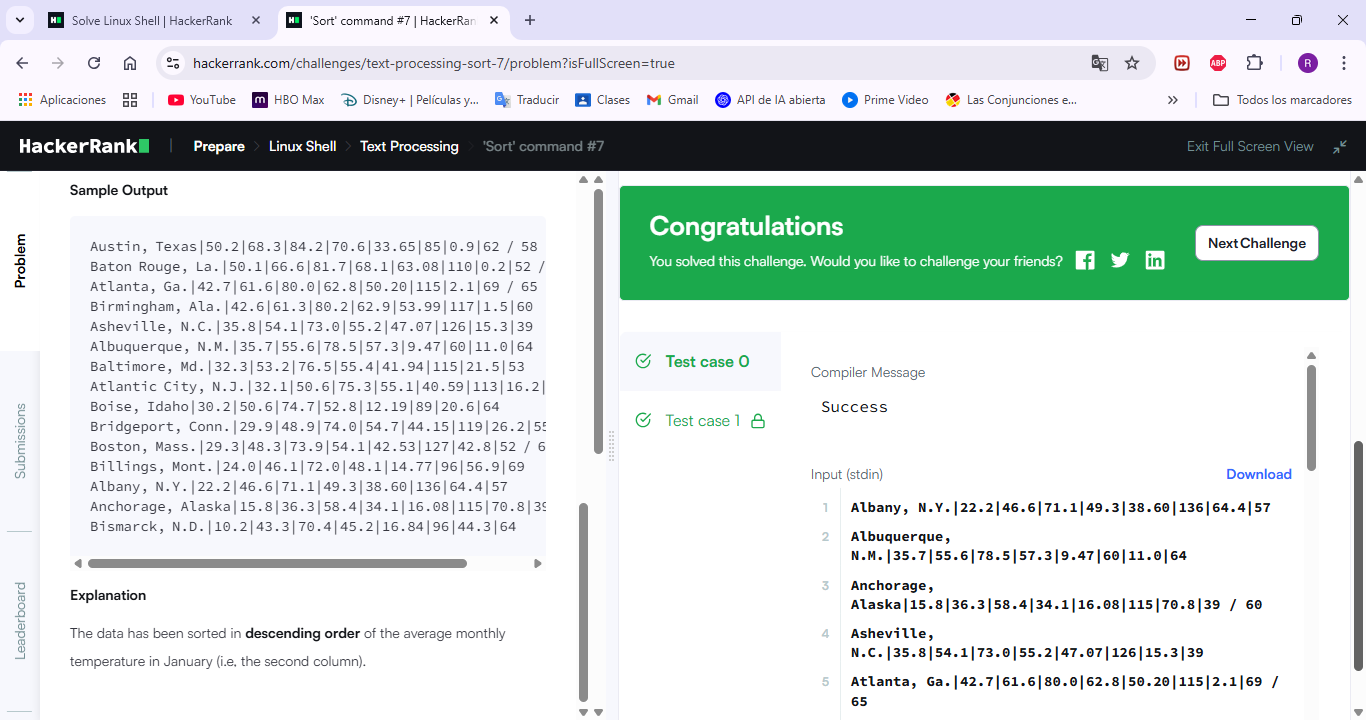 Solve Linux Shell | HackerRank
'Sort' command #7 | HackerRan
hackerrank.com/challenges/text-processing-sort-7/problem?isFullScreen=true
ABP
R
Aplicaciones
YouTube
HBO Max
Disney+ | Películas y...
Traducir
Clases
Gmail
API de IA abierta
Prime Video
Las Conjunciones e...
Todos los marcadores
HackerRank
Prepare
Linux Shell
Text Processing
'Sort' command #7
Exit Full Screen View
Problem
Submissions
Leaderboard
Sample Output
Austin, Texas|50.2|68.3|84.2|70.6|33.65|85|0.9|62 / 58
Baton Rouge, La.|50.1|66.6|81.7|68.1|63.08|110|0.2|52 /
Atlanta, Ga.|42.7|61.6|80.0|62.8|50.20|115|2.1|69 / 65
Birmingham, Ala.|42.6|61.3|80.2|62.9|53.99|117|1.5|60
Asheville, N.C.|35.8|54.1|73.0|55.2|47.07|126|15.3|39
Albuquerque, N.M.|35.7|55.6|78.5|57.3|9.47|60|11.0|64
Baltimore, Md.|32.3|53.2|76.5|55.4|41.94|115|21.5|53
Atlantic City, N.J.|32.1|50.6|75.3|55.1|40.59|113|16.2|
Boise, Idaho|30.2|50.6|74.7|52.8|12.19|89|20.6|64
Bridgeport, Conn.|29.9|48.9|74.0|54.7|44.15|119|26.2|55
Boston, Mass.|29.3|48.3|73.9|54.1|42.53|127|42.8|52 / 6
Billings, Mont.|24.0|46.1|72.0|48.1|14.77|96|56.9|69
Albany, N.Y.|22.2|46.6|71.1|49.3|38.60|136|64.4|57
Anchorage, Alaska|15.8|36.3|58.4|34.1|16.08|115|70.8|39
Bismarck, N.D.|10.2|43.3|70.4|45.2|16.84|96|44.3|64
Explanation
The data has been sorted in descending order of the average monthly
temperature in January (i.e, the second column).
Congratulations
You solved this challenge. Would you like to challenge your friends?
Next Challenge
Test case 0
Test case 1
Compiler Message
Success
Input (stdin)
Download
1 Albany, N.Y.|22.2|46.6|71.1|49.3|38.60|136|64.4|57
2 Albuquerque,
N.M.|35.7|55.6|78.5|57.3|9.47|60|11.0|64
3 Anchorage,
Alaska|15.8|36.3|58.4|34.1|16.08|115|70.8|39 / 60
4 Asheville,
N.C.|35.8|54.1|73.0|55.2|47.07|126|15.3|39
5 Atlanta, Ga.|42.7|61.6|80.0|62.8|50.20|115|2.1|69 /
65